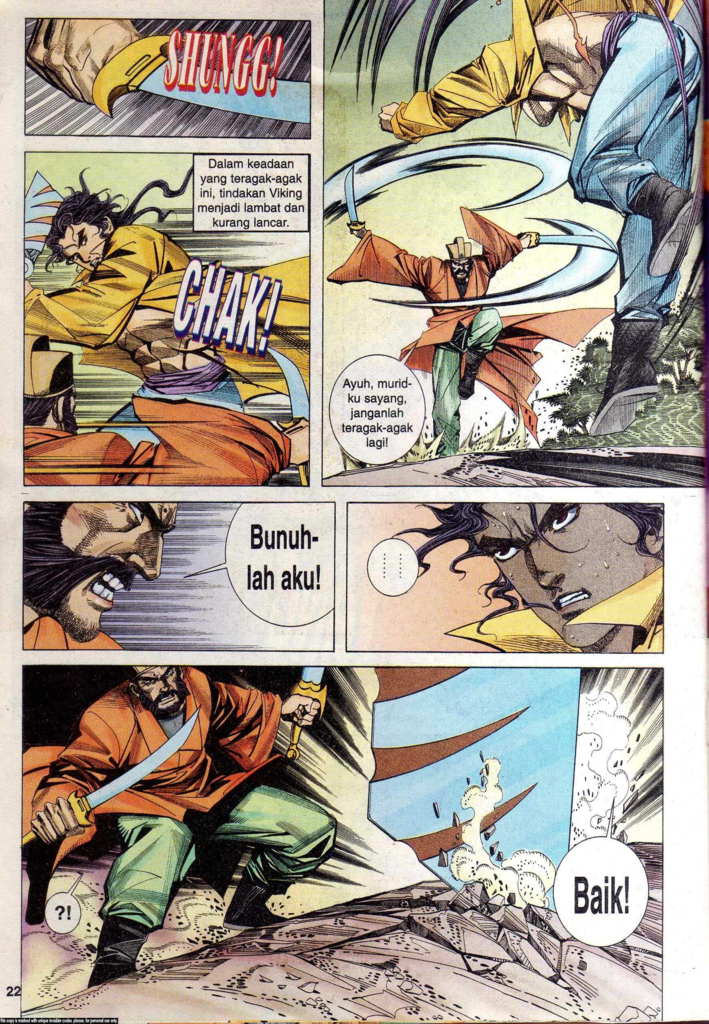 SHUNGG!
Dalam keadaan
yang teragak-agak
ini, tindakan Viking
menjadi lambat dan
kurang lancar.
CHAK!
Ayuh, murid-
ku sayang,
janganlah
teragak-agak
lagi!
Bunuh-
lah aku!
......
?!
Baik!
22